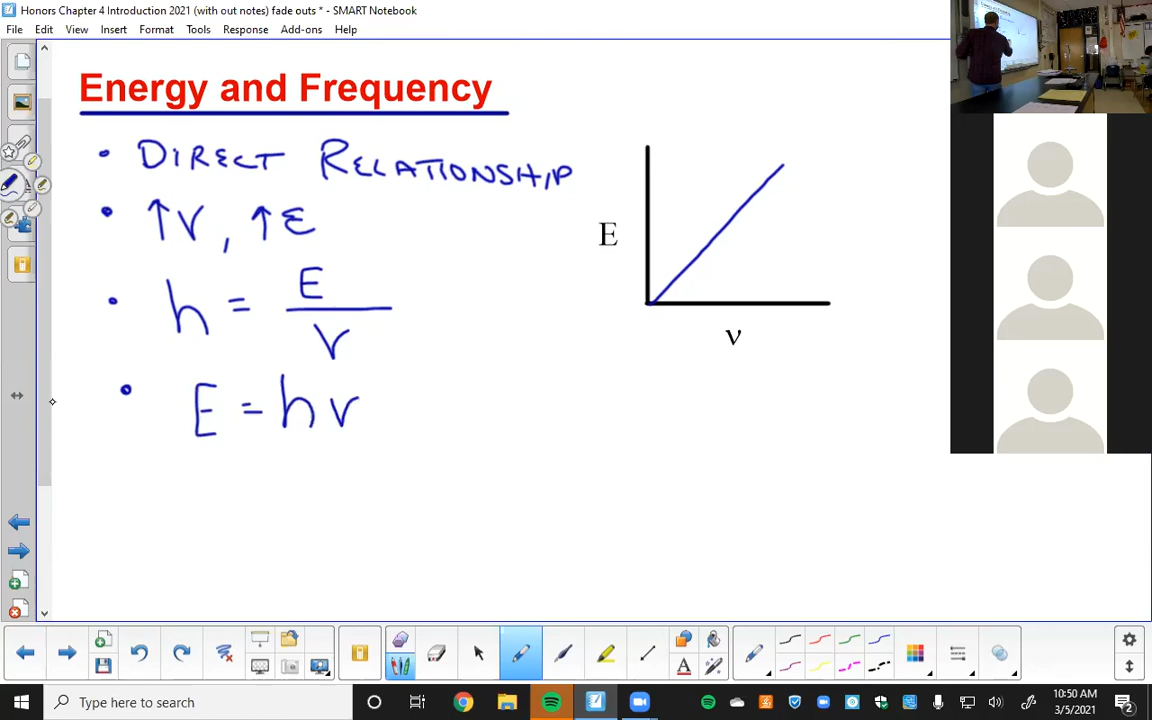 Honors Chapter 4 Introduction 2021 (with out notes) fade outs * - SMART Notebook
File Edit View Insert Format Tools Response Add-ons Help
Energy and Frequency
• DIRECT RELATIONSHIP
• ↑ν, ↑E
• h = E / ν
• E = hν
E
ν
Type here to search
10:50 AM
3/5/2021
2